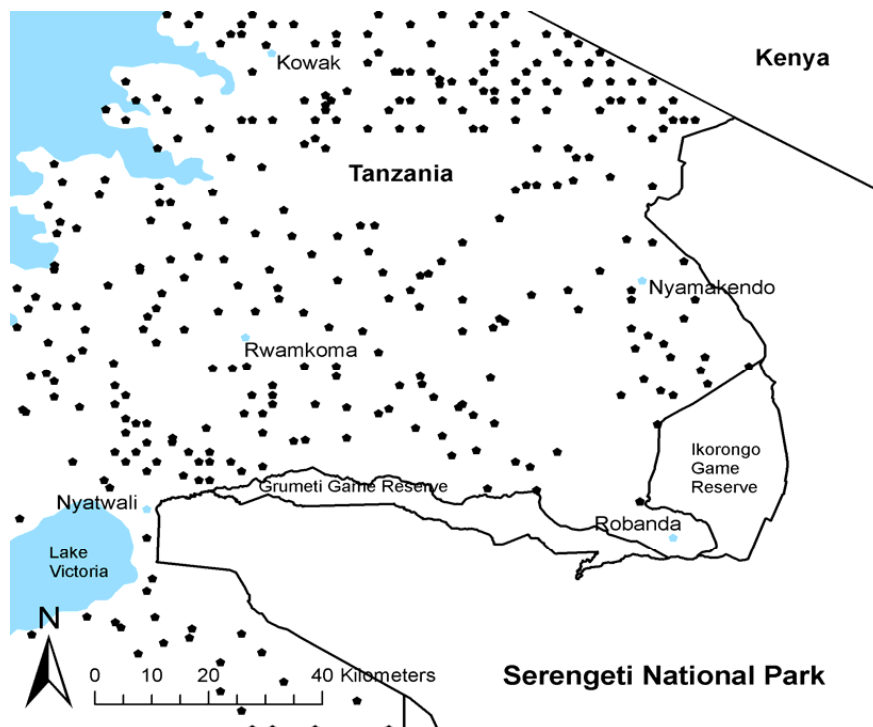 Kenya
Kowak
Tanzania
Nyamakendo
Rwamkoma
Ikorongo
Game
Reserve
Grumeti Game Reserve
Nyatwali
Robanda
Lake
Victoria
N
0 10 20 40 Kilometers
Serengeti National Park